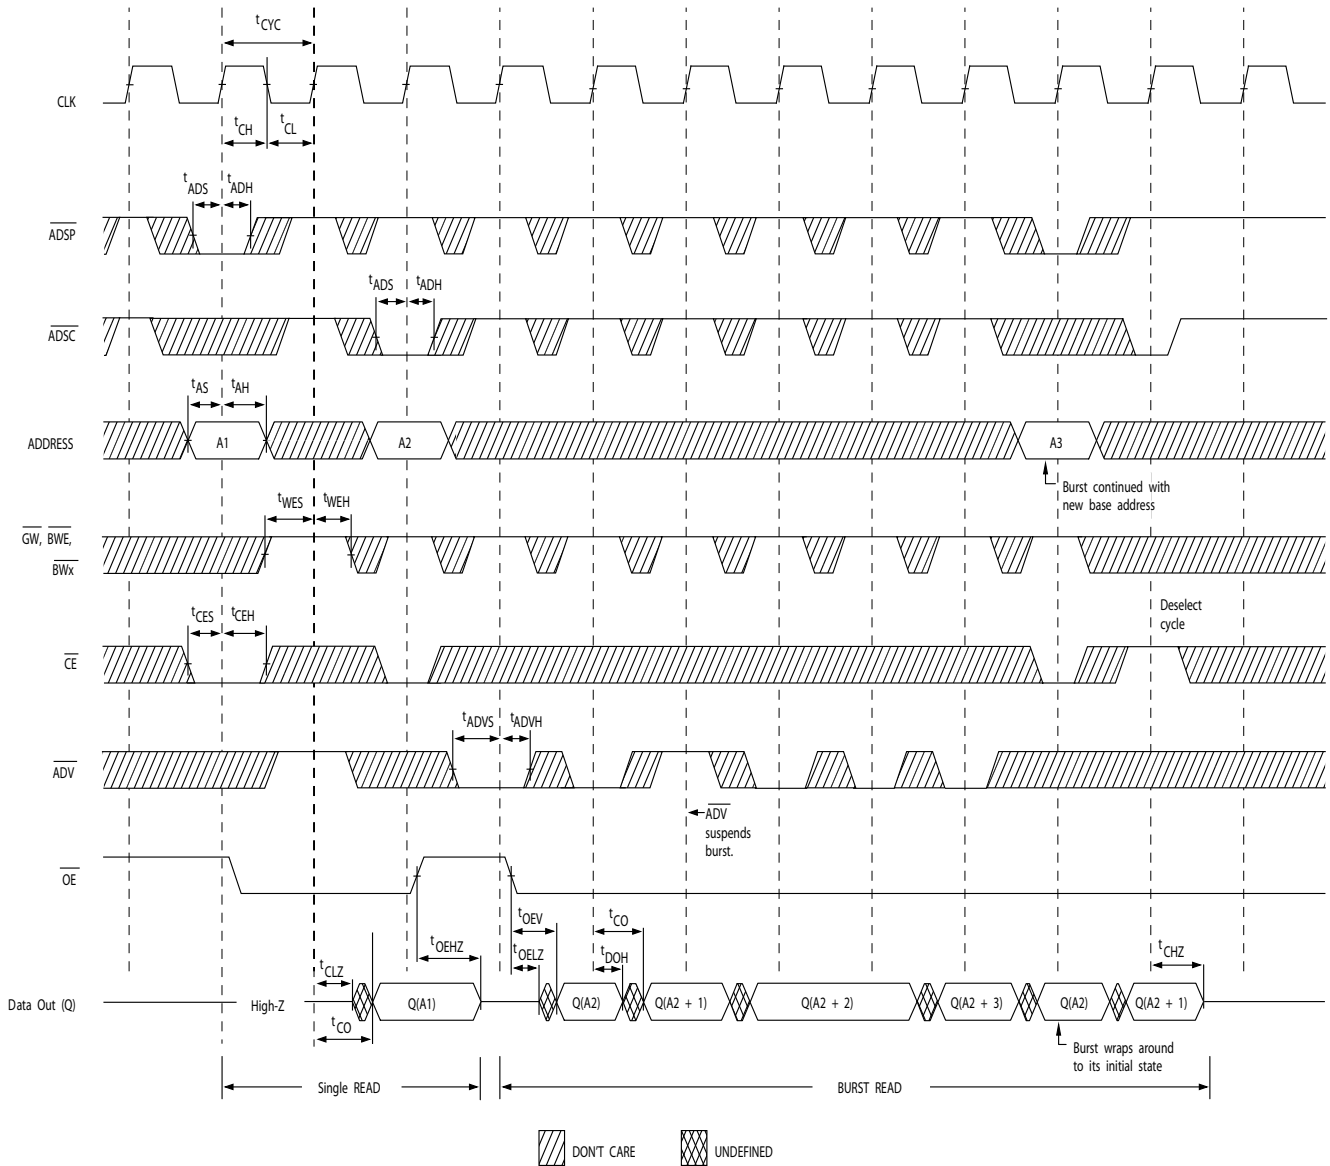 tCYC
CLK
tCH
tCL
tADS
tADH
ADSP
tADS
tADH
ADSC
tAS
tAH
ADDRESS
A1
A2
A3
Burst continued with
new base address
tWES
tWEH
GW, BWE,
BWx
tCES
tCEH
Deselect
cycle
CE
tADVS
tADVH
ADV
ADV
suspends
burst.
OE
tOEV
tCO
tOEHZ
tOELZ
tDOH
tCHZ
tCLZ
Data Out (Q)
High-Z
Q(A1)
Q(A2)
Q(A2 + 1)
Q(A2 + 2)
Q(A2 + 3)
Q(A2)
Q(A2 + 1)
tCO
Burst wraps around
to its initial state
Single READ
BURST READ
DON'T CARE
UNDEFINED